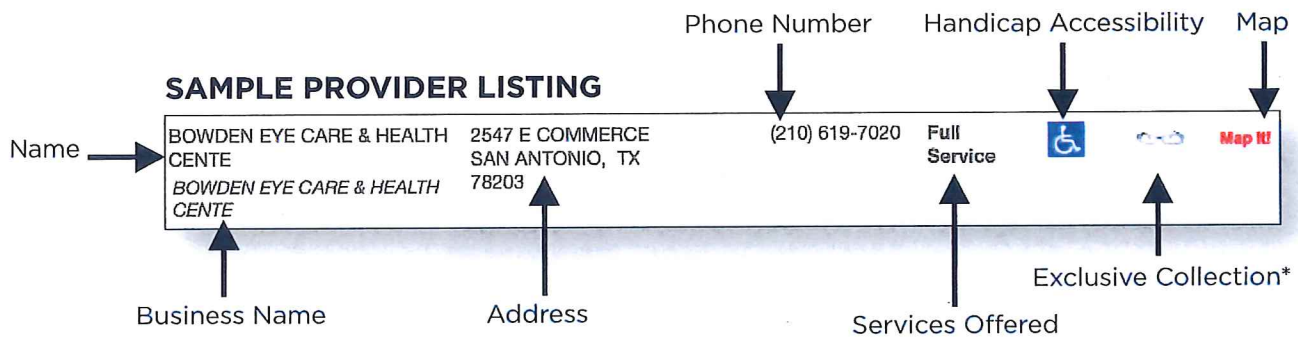 Phone Number Handicap Accessibility Map
SAMPLE PROVIDER LISTING
Name
BOWDEN EYE CARE & HEALTH
CENTE
BOWDEN EYE CARE & HEALTH
CENTE
2547 E COMMERCE
SAN ANTONIO, TX
78203
(210) 619-7020
Full
Service
Map It!
Business Name
Address
Services Offered
Exclusive Collection*